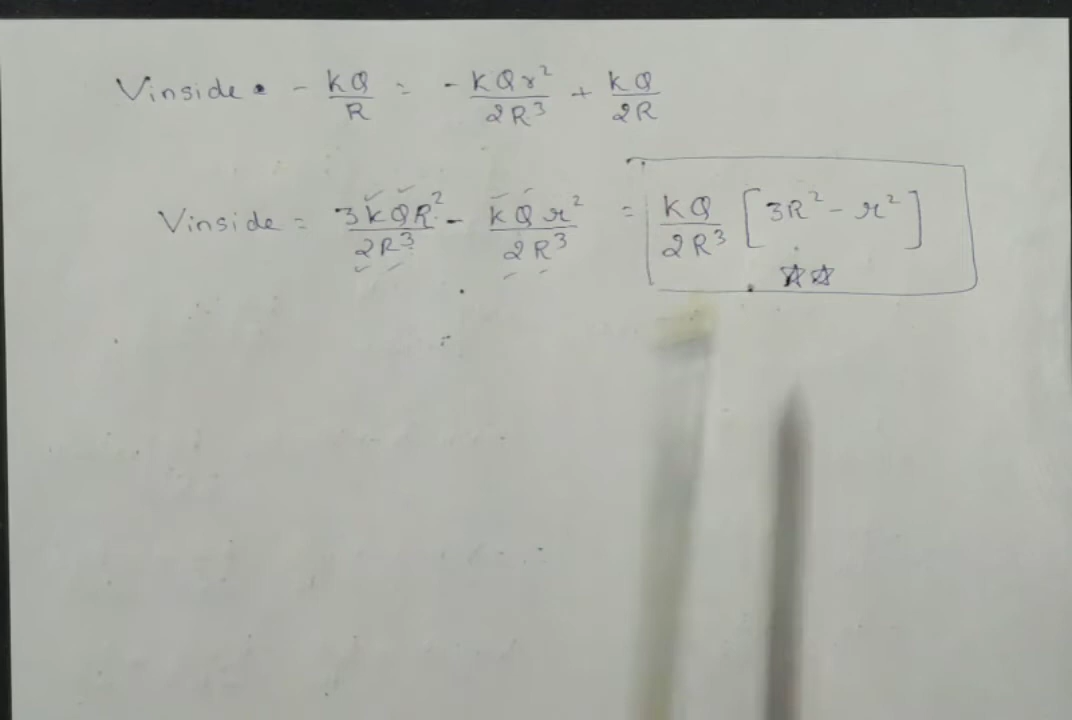 Vinside - kQ/R = - kQr²/2R³ + kQ/2R
Vinside = 3kQR²/2R³ - kQr²/2R³ = kQ/2R³ [3R² - r²]
☆☆